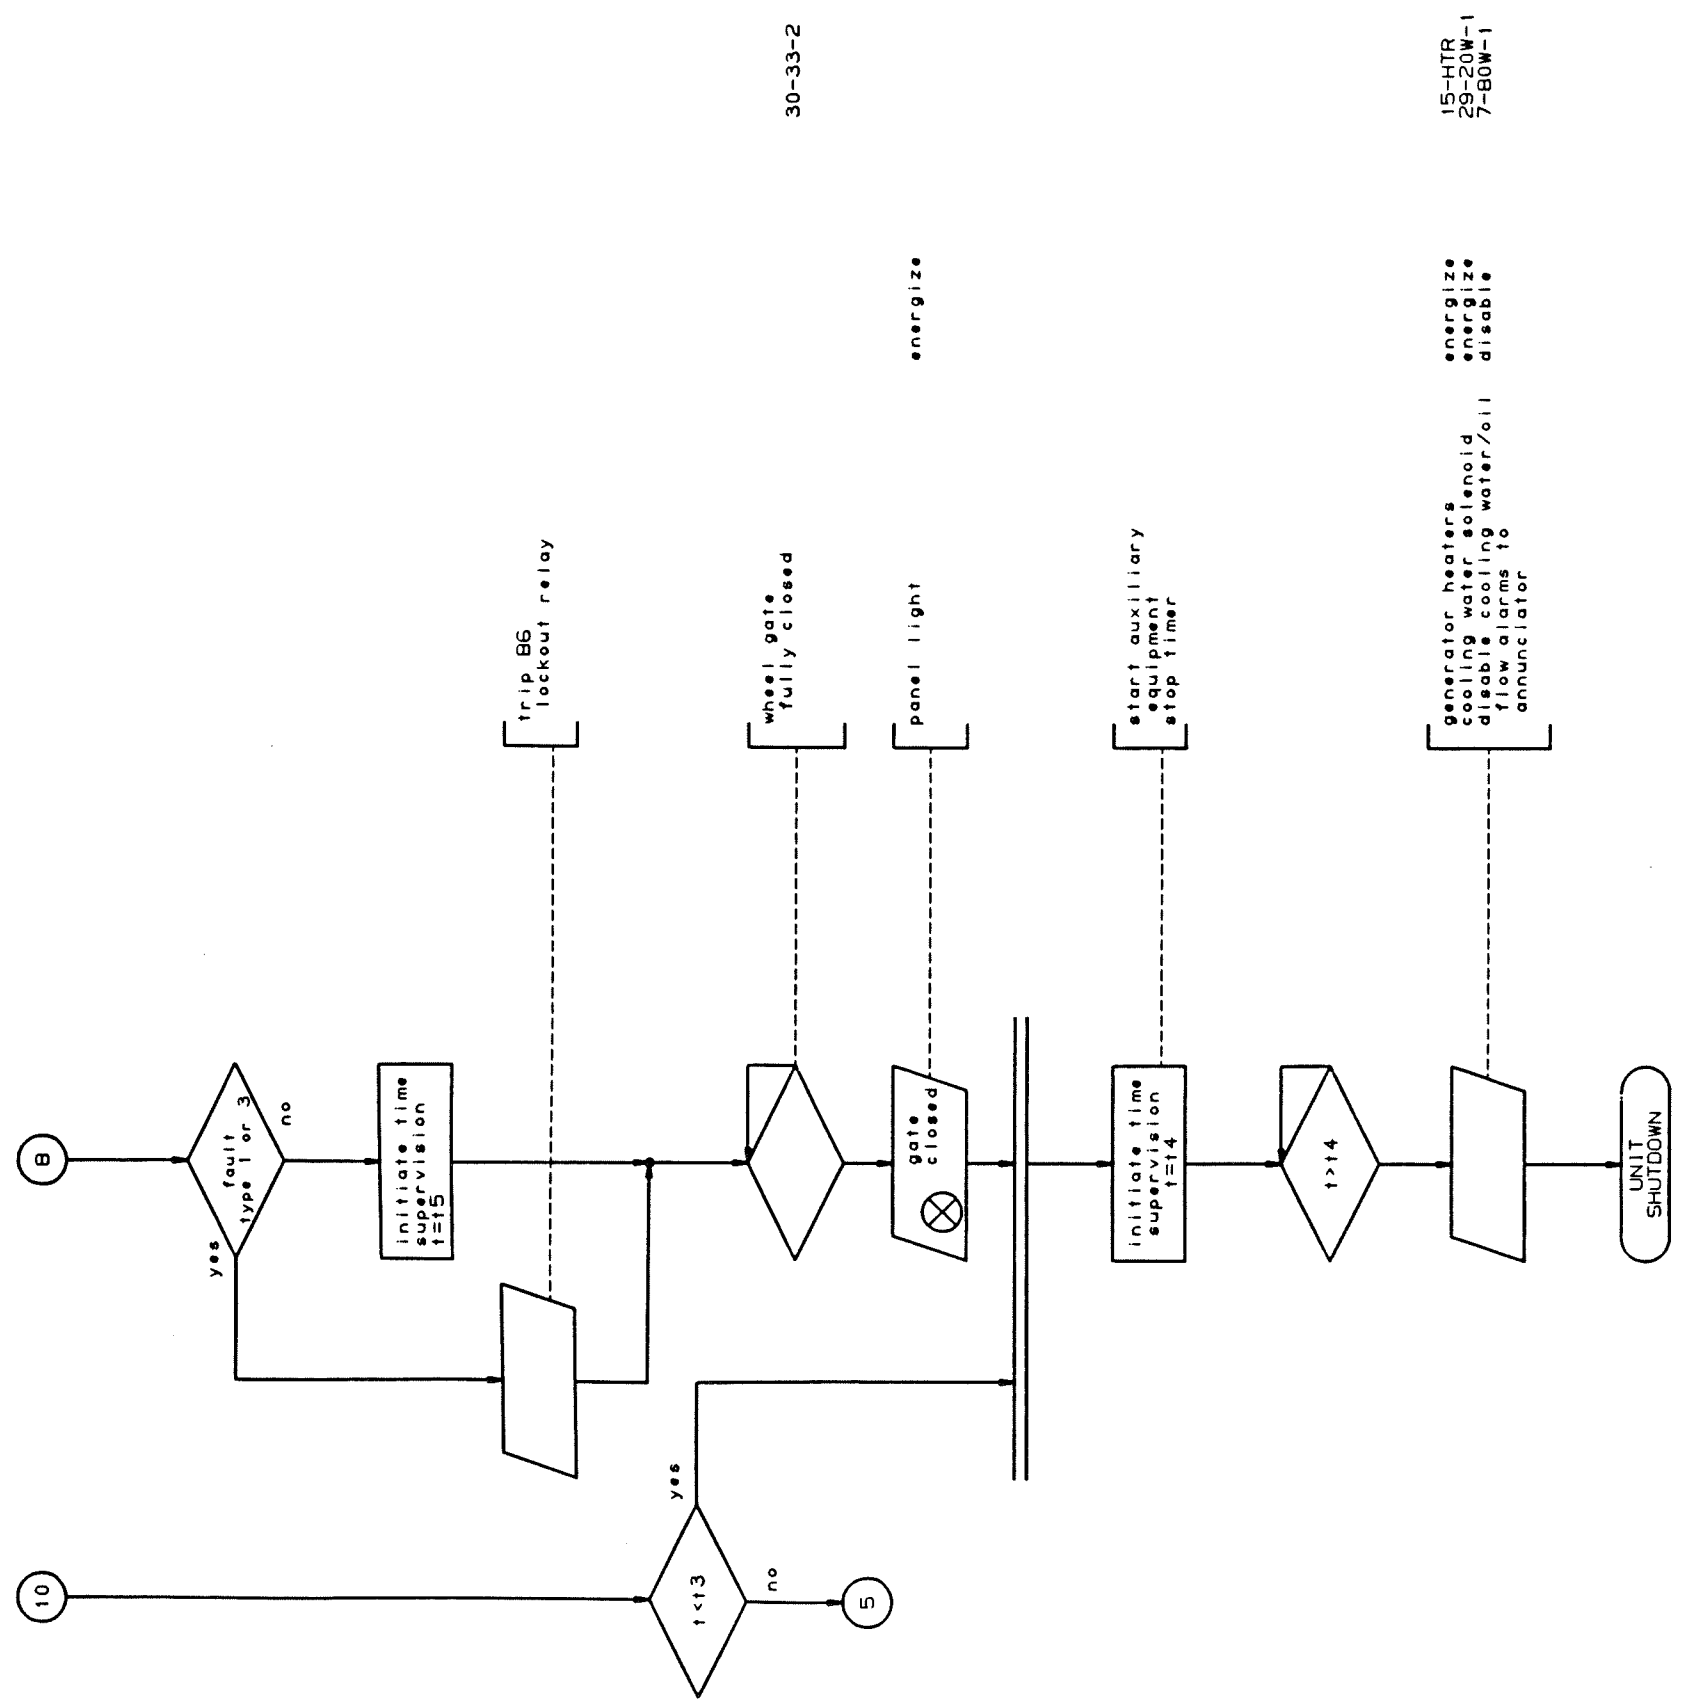 8
fault
type 1 or 3
yes
no
initiate time
supervision
t=t5
trip 86
lockout relay
10
t<t3
yes
no
5
wheel gate
fully closed
30-33-2
gate
closed
panel light
energize
initiate time
supervision
t=t4
start auxiliary
equipment
stop timer
t>t4
generator heaters energize 15-HTR
cooling water solenoid energize 29-20W-1
disable cooling water/oil disable 7-80W-1
flow alarms to
annunciator
UNIT
SHUTDOWN